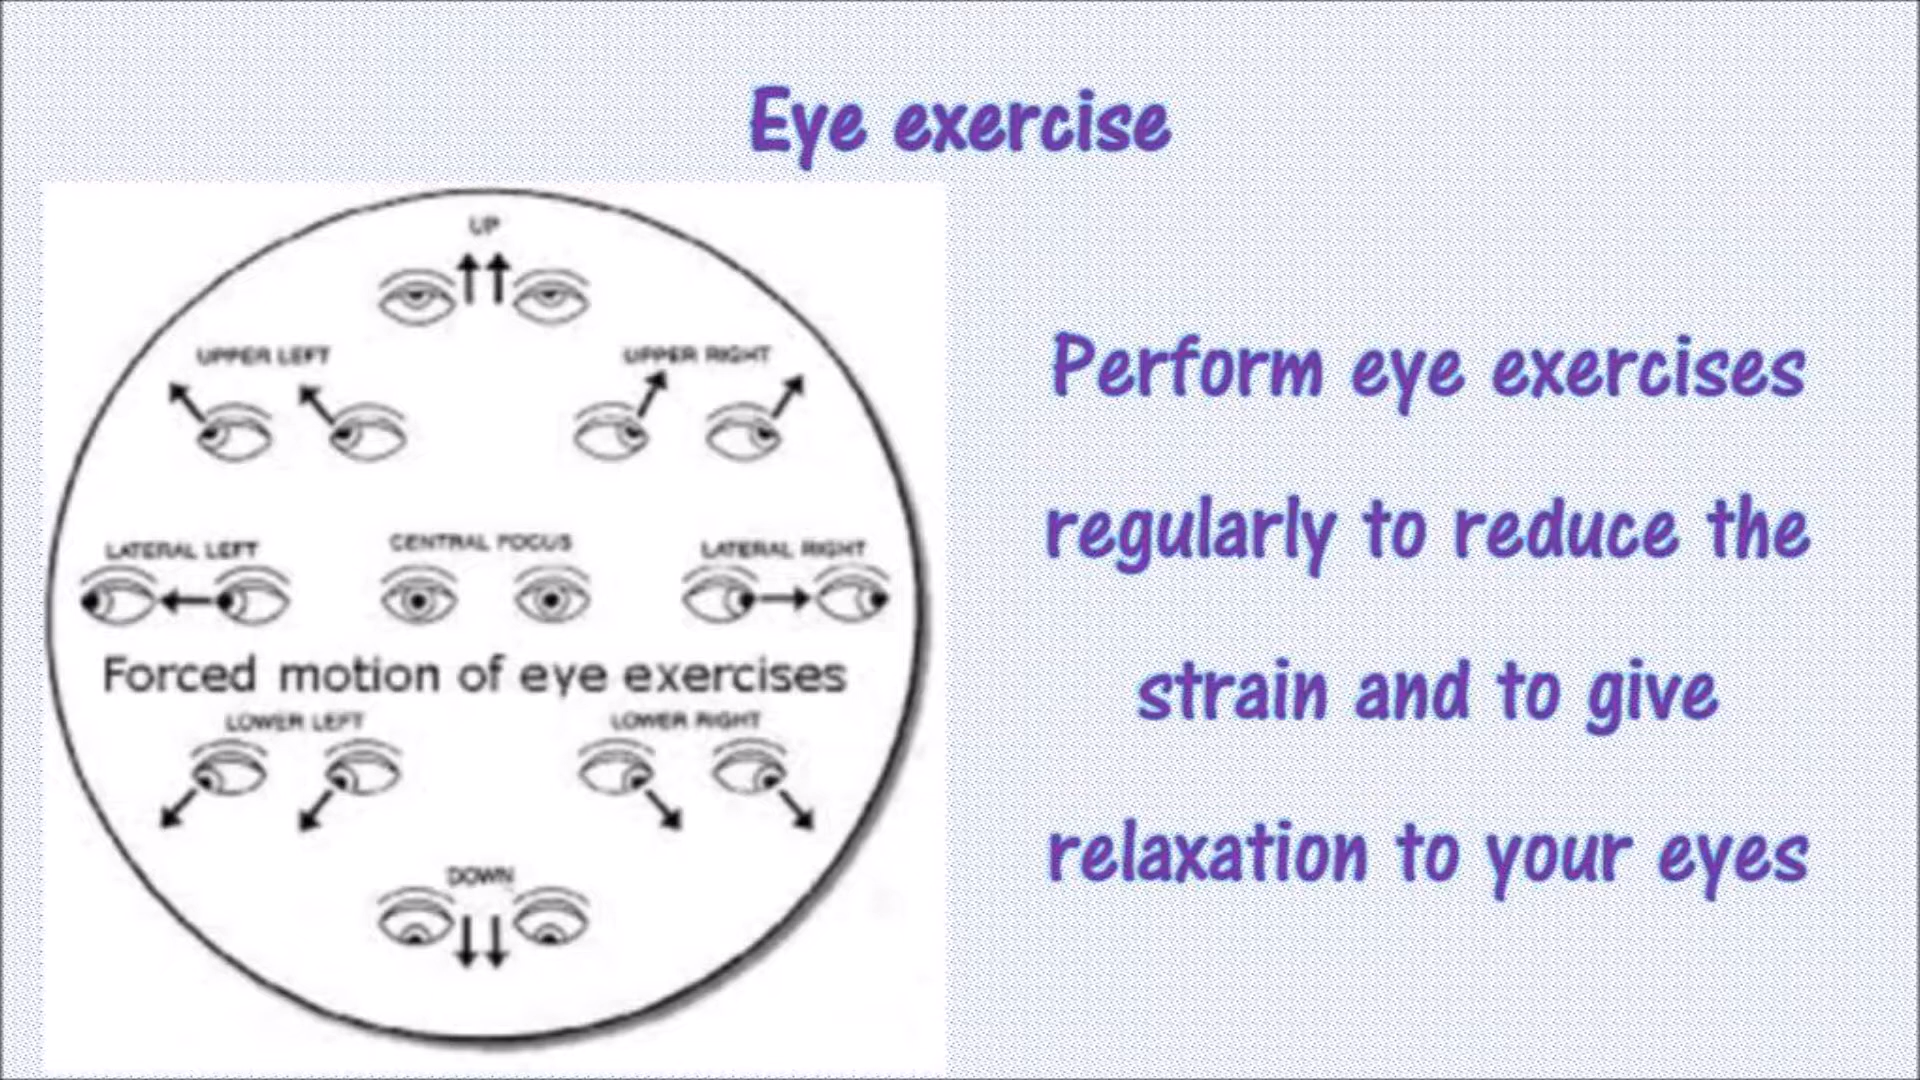 Eye exercise
UP
UPPER LEFT
UPPER RIGHT
LATERAL LEFT
CENTRAL FOCUS
LATERAL RIGHT
Forced motion of eye exercises
LOWER LEFT
LOWER RIGHT
DOWN
Perform eye exercises
regularly to reduce the
strain and to give
relaxation to your eyes